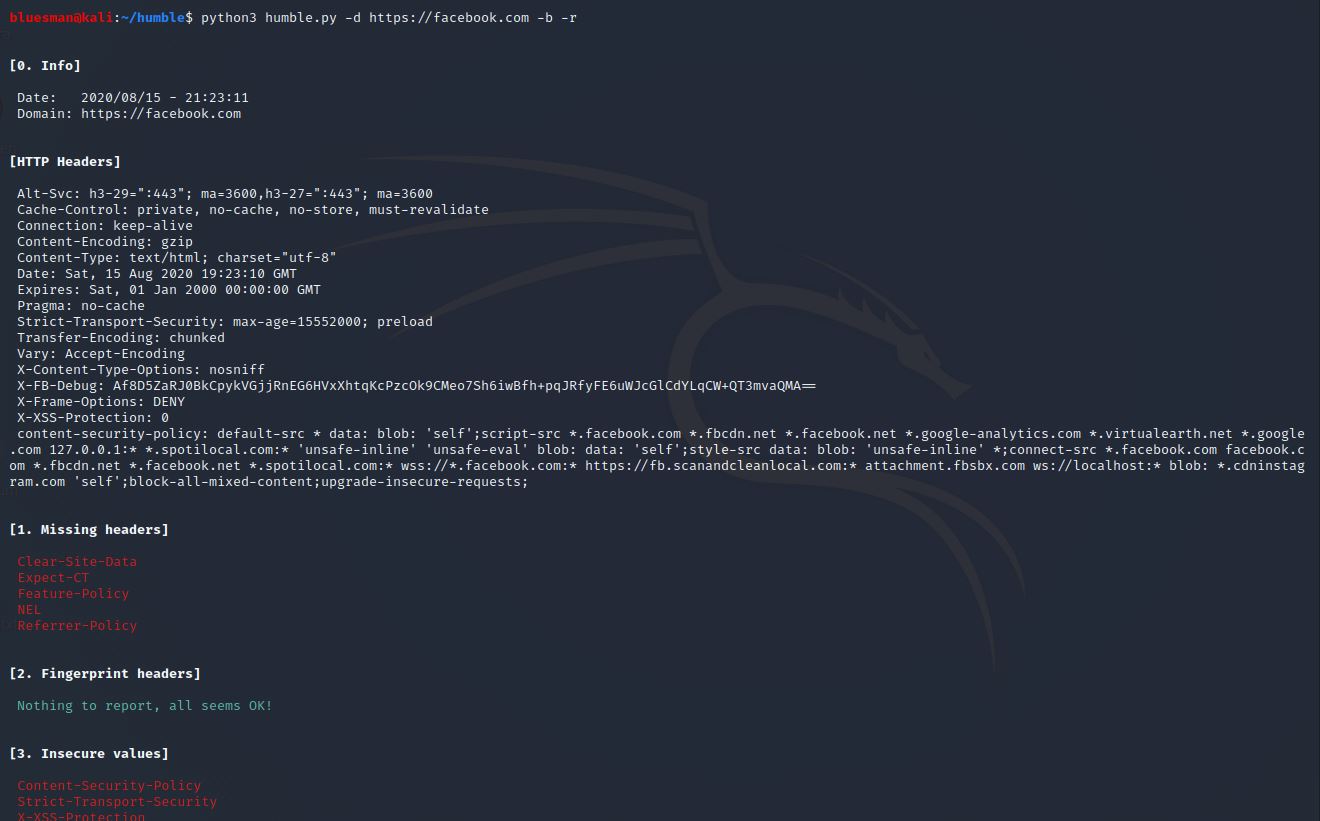 bluesman@kali:~/humble$ python3 humble.py -d https://facebook.com -b -r
[0. Info]
Date:   2020/08/15 - 21:23:11
Domain: https://facebook.com
[HTTP Headers]
Alt-Svc: h3-29=":443"; ma=3600,h3-27=":443"; ma=3600
Cache-Control: private, no-cache, no-store, must-revalidate
Connection: keep-alive
Content-Encoding: gzip
Content-Type: text/html; charset="utf-8"
Date: Sat, 15 Aug 2020 19:23:10 GMT
Expires: Sat, 01 Jan 2000 00:00:00 GMT
Pragma: no-cache
Strict-Transport-Security: max-age=15552000; preload
Transfer-Encoding: chunked
Vary: Accept-Encoding
X-Content-Type-Options: nosniff
X-FB-Debug: Af8D5ZaRJ0BkCpykVGjjRnEG6HVxXhtqKcPzcOk9CMeo7Sh6iwBfh+pqJRfyFE6uWJcGlCdYLqCW+QT3mvaQMA==
X-Frame-Options: DENY
X-XSS-Protection: 0
content-security-policy: default-src * data: blob: 'self';script-src *.facebook.com *.fbcdn.net *.facebook.net *.google-analytics.com *.virtualearth.net *.google
.com 127.0.0.1:* *.spotilocal.com:* 'unsafe-inline' 'unsafe-eval' blob: data: 'self';style-src data: blob: 'unsafe-inline' *;connect-src *.facebook.com facebook.c
om *.fbcdn.net *.facebook.net *.spotilocal.com:* wss://*.facebook.com:* https://fb.scanandcleanlocal.com:* attachment.fbsbx.com ws://localhost:* blob: *.cdninstag
ram.com 'self';block-all-mixed-content;upgrade-insecure-requests;
[1. Missing headers]
Clear-Site-Data
Expect-CT
Feature-Policy
NEL
Referrer-Policy
[2. Fingerprint headers]
Nothing to report, all seems OK!
[3. Insecure values]
Content-Security-Policy
Strict-Transport-Security
X-XSS-Protection